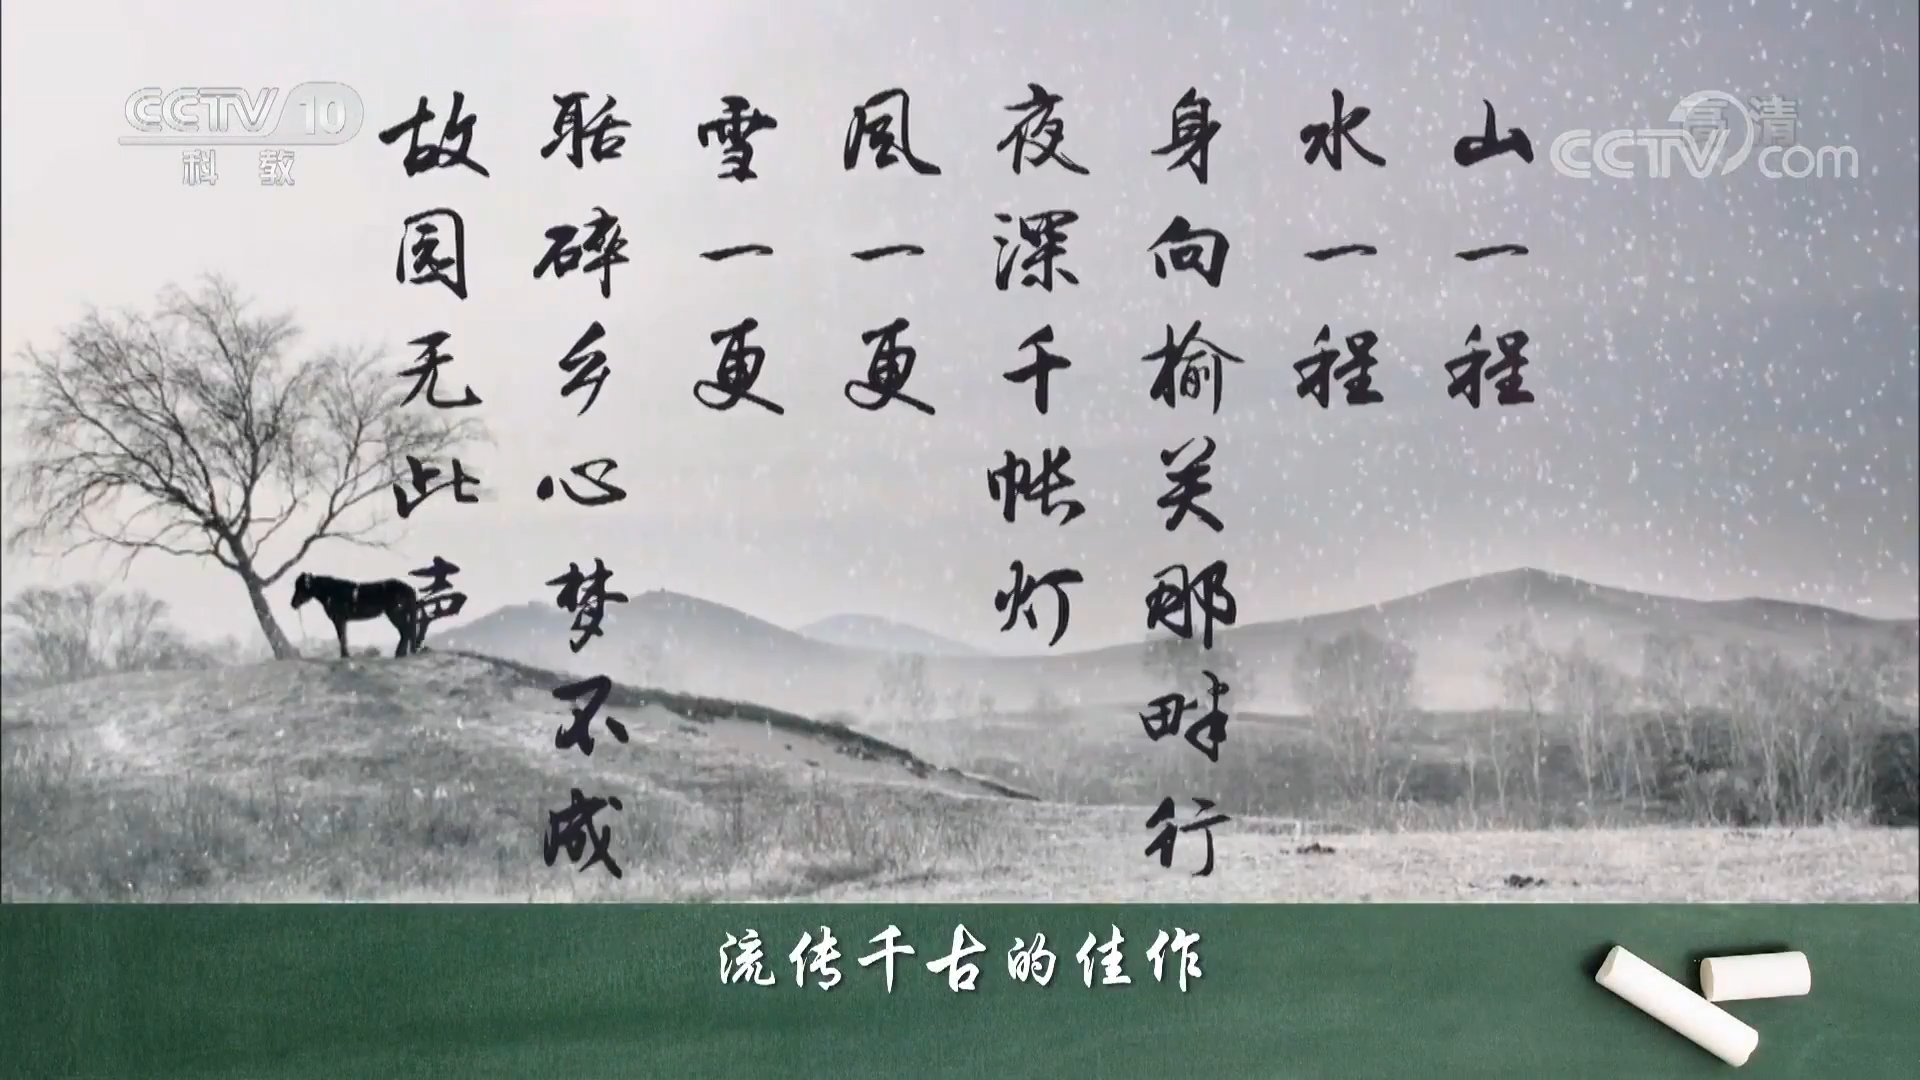 山一程
水一程
身向榆关那畔行
夜深千帐灯
风一更
雪一更
聒碎乡心梦不成
故园无此声
流传千古的佳作
CCTV 10
科教
高清
CCTV.com